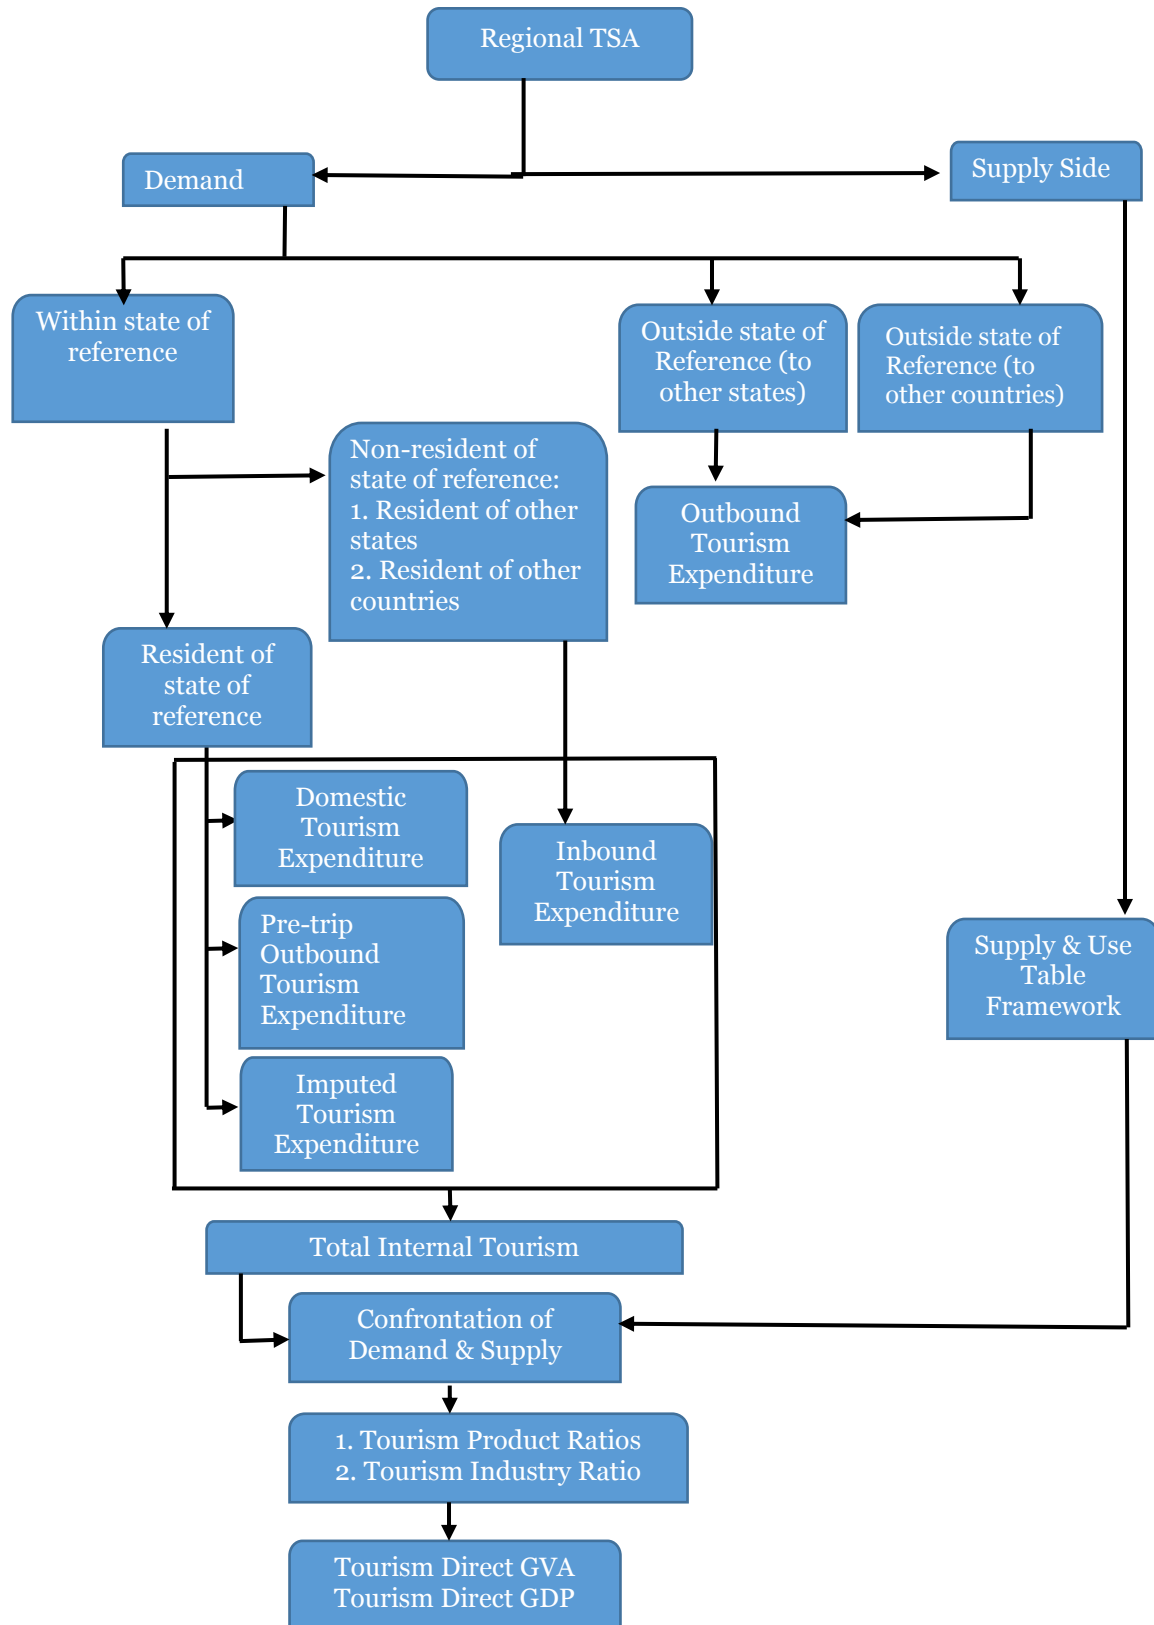 Regional TSA
Demand
Supply Side
Within state of
reference
Outside state of
Reference (to
other states)
Outside state of
Reference (to
other countries)
Non-resident of
state of reference:
1. Resident of other
states
2. Resident of other
countries
Outbound
Tourism
Expenditure
Resident of
state of
reference
Domestic
Tourism
Expenditure
Inbound
Tourism
Expenditure
Pre-trip
Outbound
Tourism
Expenditure
Supply & Use
Table
Framework
Imputed
Tourism
Expenditure
Total Internal Tourism
Confrontation of
Demand & Supply
1. Tourism Product Ratios
2. Tourism Industry Ratio
Tourism Direct GVA
Tourism Direct GDP